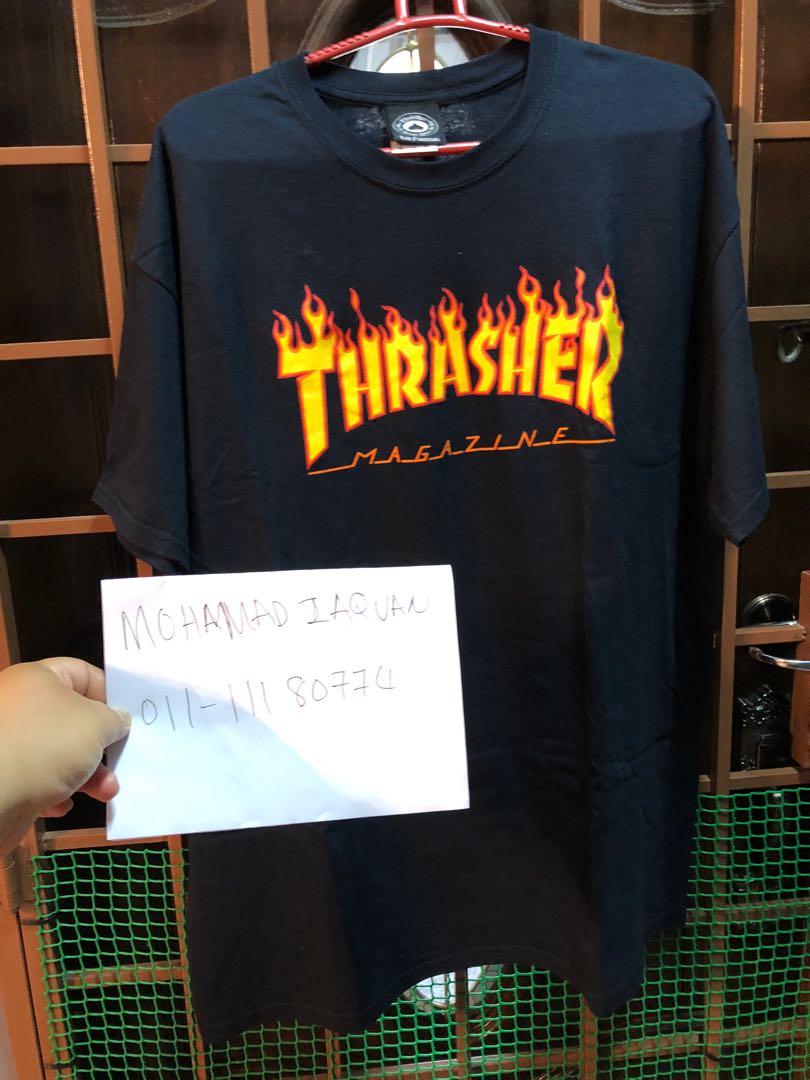 THRASHER
MAGAZINE
MOHAMAD IAQUAN
011-111 80774